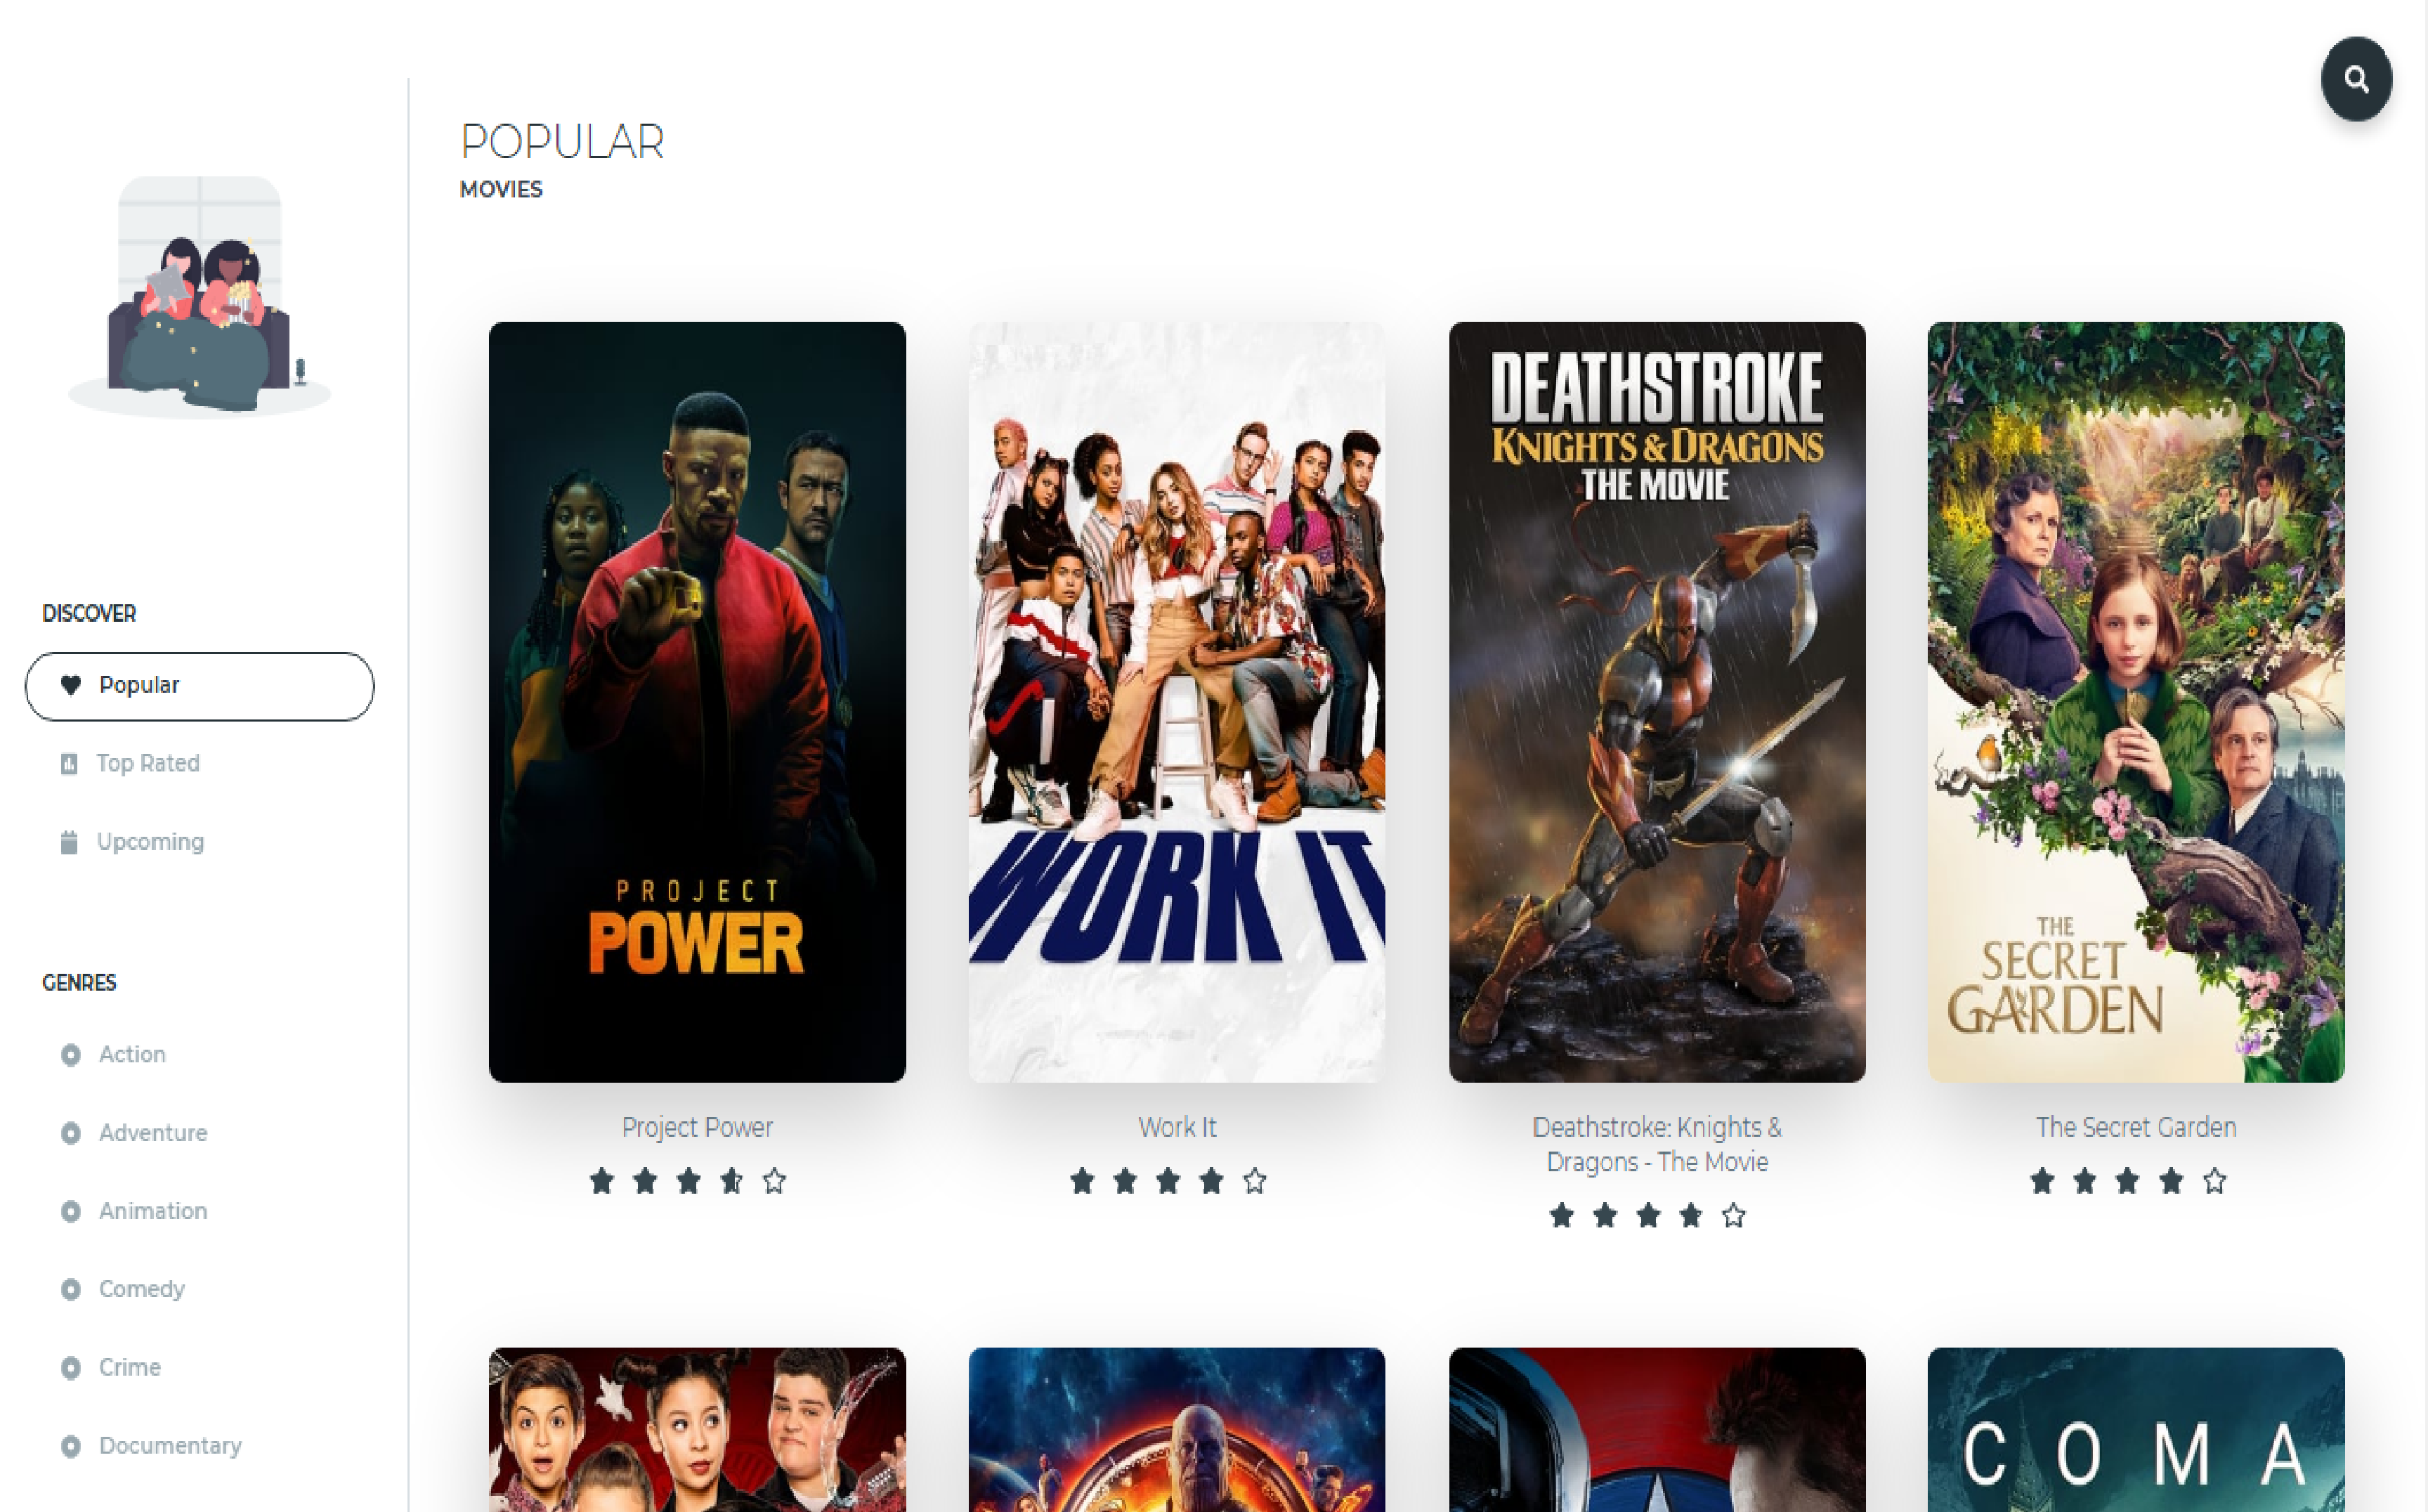 POPULAR
MOVIES
DISCOVER
Popular
Top Rated
Upcoming
GENRES
Action
Adventure
Animation
Comedy
Crime
Documentary
PROJECT
POWER
Project Power
WORK IT
Work It
DEATHSTROKE
KNIGHTS & DRAGONS
THE MOVIE
Deathstroke: Knights &
Dragons - The Movie
THE
SECRET
GARDEN
The Secret Garden
COMA